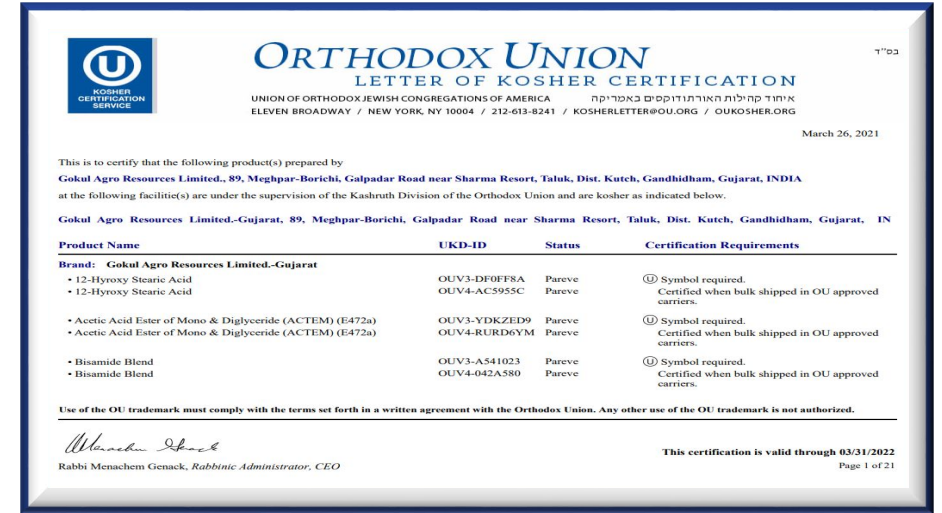 U
KOSHER
CERTIFICATION
SERVICE
ORTHODOX UNION
LETTER OF KOSHER CERTIFICATION
בס"ד
UNION OF ORTHODOX JEWISH CONGREGATIONS OF AMERICA איחוד קהילות האורתודוקסים באמריקה
ELEVEN BROADWAY / NEW YORK, NY 10004 / 212-613-8241 / KOSHERLETTER@OU.ORG / OUKOSHER.ORG
March 26, 2021
This is to certify that the following product(s) prepared by
Gokul Agro Resources Limited., 89, Meghpar-Borichi, Galpadar Road near Sharma Resort, Taluk, Dist. Kutch, Gandhidham, Gujarat, INDIA
at the following facilitie(s) are under the supervision of the Kashruth Division of the Orthodox Union and are kosher as indicated below.
Gokul Agro Resources Limited.-Gujarat, 89, Meghpar-Borichi, Galpadar Road near Sharma Resort, Taluk, Dist. Kutch, Gandhidham, Gujarat, IN
Product Name UKD-ID Status Certification Requirements
Brand: Gokul Agro Resources Limited.-Gujarat
• 12-Hyroxy Stearic Acid OUV3-DF0FF8A Pareve Ⓤ Symbol required.
• 12-Hyroxy Stearic Acid OUV4-AC5955C Pareve Certified when bulk shipped in OU approved
carriers.
• Acetic Acid Ester of Mono & Diglyceride (ACTEM) (E472a) OUV3-YDKZED9 Pareve Ⓤ Symbol required.
• Acetic Acid Ester of Mono & Diglyceride (ACTEM) (E472a) OUV4-RURD6YM Pareve Certified when bulk shipped in OU approved
carriers.
• Bisamide Blend OUV3-A541023 Pareve Ⓤ Symbol required.
• Bisamide Blend OUV4-042A580 Pareve Certified when bulk shipped in OU approved
carriers.
Use of the OU trademark must comply with the terms set forth in a written agreement with the Orthodox Union. Any other use of the OU trademark is not authorized.
Menachem Genack
Rabbi Menachem Genack, Rabbinic Administrator, CEO
This certification is valid through 03/31/2022
Page 1 of 21